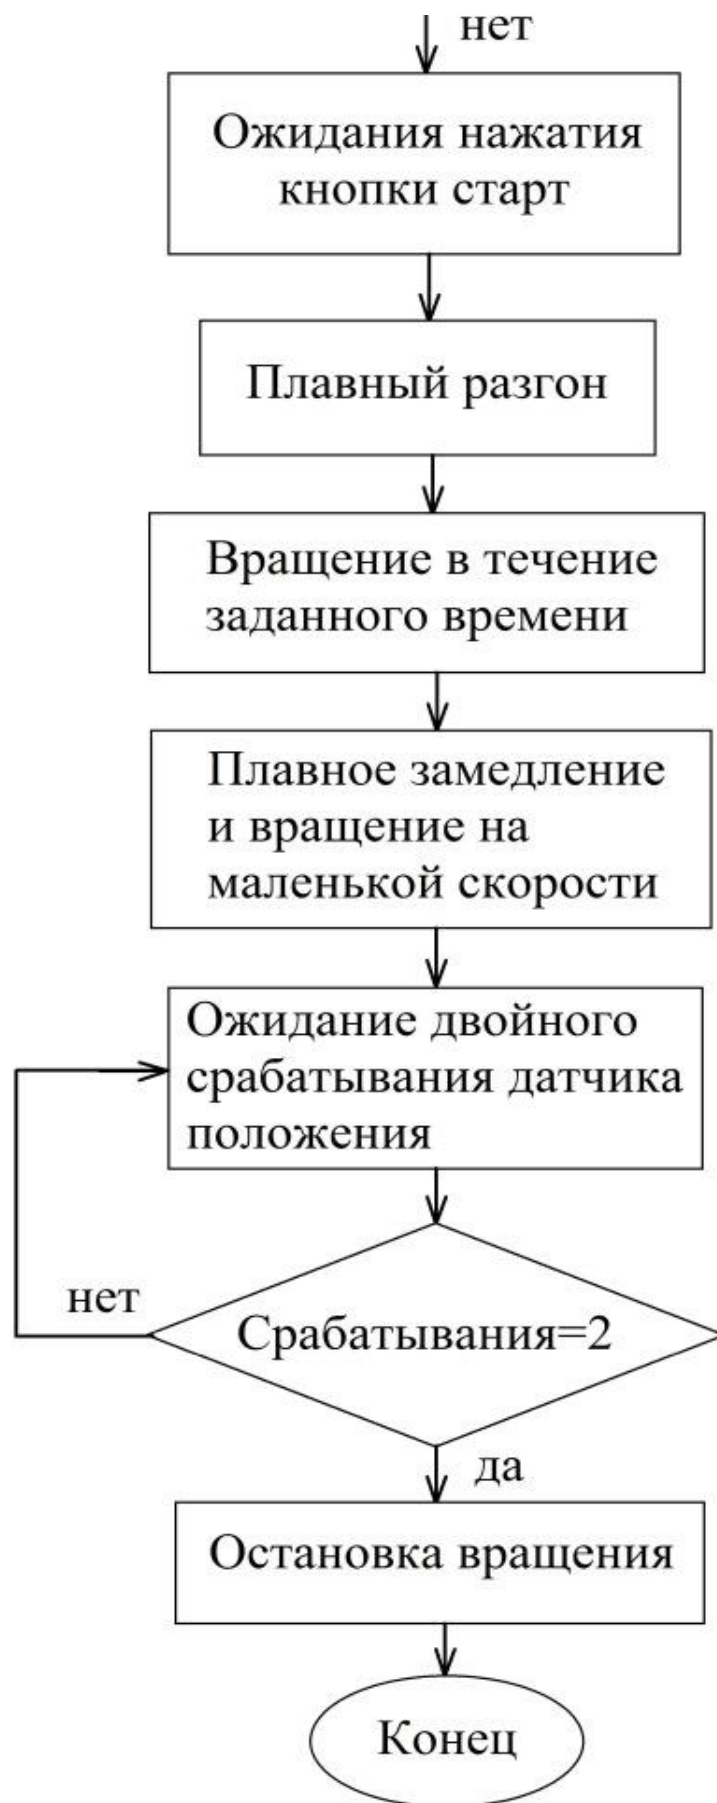 нет
Ожидания нажатия
кнопки старт
Плавный разгон
Вращение в течение
заданного времени
Плавное замедление
и вращение на
маленькой скорости
Ожидание двойного
срабатывания датчика
положения
нет
Срабатывания=2
да
Остановка вращения
Конец